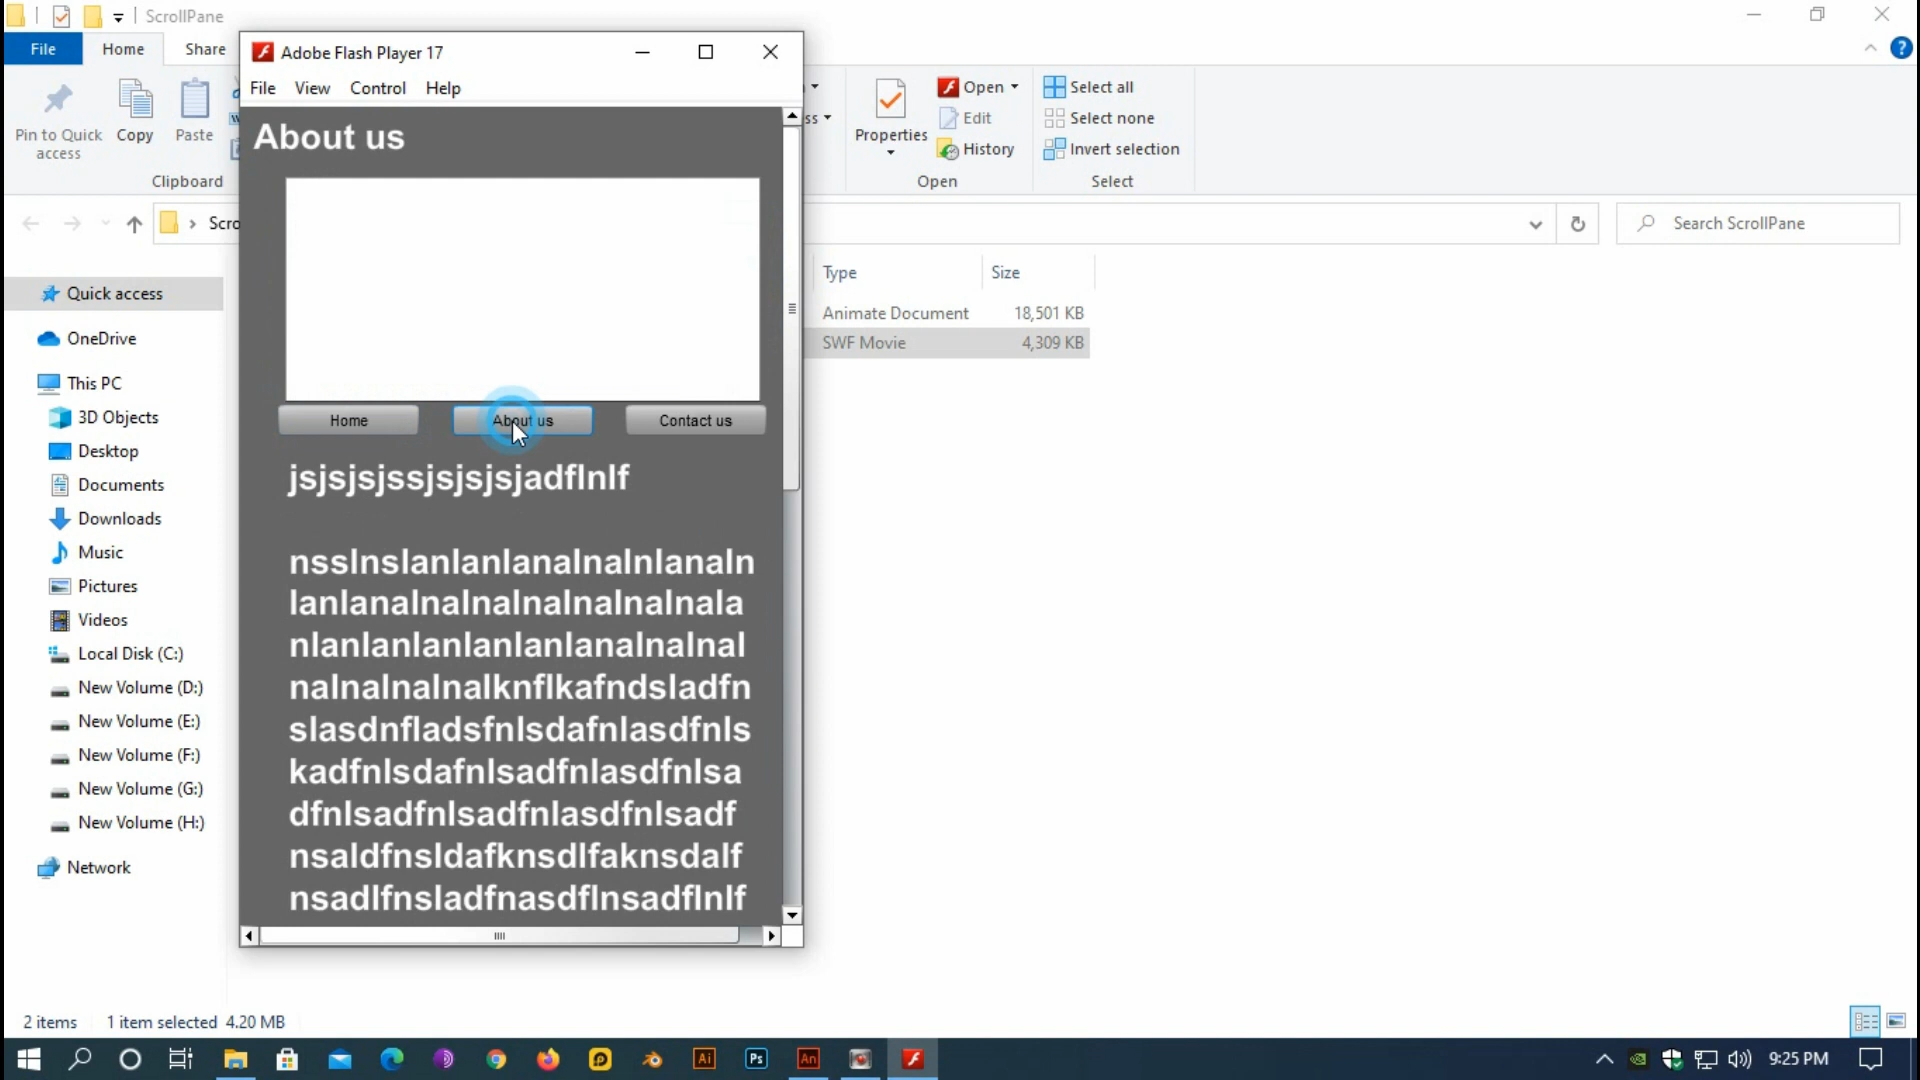 ScrollPane
File
Home
Share
Adobe Flash Player 17
File
View
Control
Help
Pin to Quick
access
Copy
Paste
Clipboard
ss
Properties
Open
Edit
History
Open
Select all
Select none
Invert selection
Select
Scro
Search ScrollPane
Quick access
OneDrive
This PC
3D Objects
Desktop
Documents
Downloads
Music
Pictures
Videos
Local Disk (C:)
New Volume (D:)
New Volume (E:)
New Volume (F:)
New Volume (G:)
New Volume (H:)
Network
About us
Home
About us
Contact us
jsjsjsjssjsjsjsjadflnlf
nsslnslanlanlanalnalnlanaln
lanlanalnalnalnalnalnalnala
nlanlanlanlanlanlanalnalnal
nalnalnalnalknflkafndsladfn
slasdnfladsfnlsdafnlasdfnls
kadfnlsdafnlsadfnlasdfnlsa
dfnlsadfnlsadfnlasdfnlsadf
nsaldfnsldafknsdlfaknsdalf
nsadlfnsladfnasdflnsadflnlf
Type
Size
Animate Document
18,501 KB
SWF Movie
4,309 KB
2 items
1 item selected 4.20 MB
Ai
Ps
An
9:25 PM